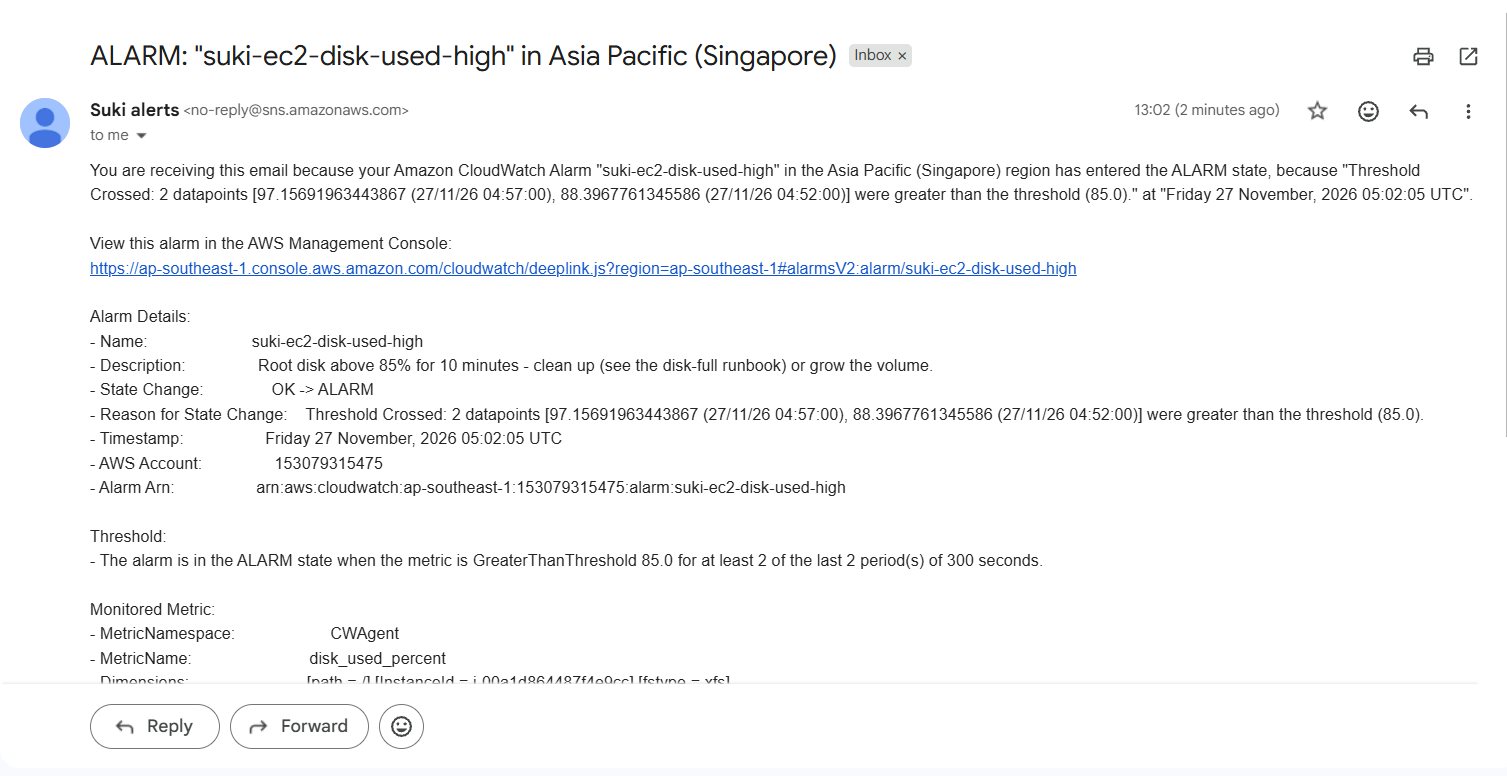 ALARM: "suki-ec2-disk-used-high" in Asia Pacific (Singapore) Inbox ×
Suki alerts <no-reply@sns.amazonaws.com> 13:02 (2 minutes ago)
to me
You are receiving this email because your Amazon CloudWatch Alarm "suki-ec2-disk-used-high" in the Asia Pacific (Singapore) region has entered the ALARM state, because "Threshold
Crossed: 2 datapoints [97.15691963443867 (27/11/26 04:57:00), 88.3967761345586 (27/11/26 04:52:00)] were greater than the threshold (85.0)." at "Friday 27 November, 2026 05:02:05 UTC".
View this alarm in the AWS Management Console:
https://ap-southeast-1.console.aws.amazon.com/cloudwatch/deeplink.js?region=ap-southeast-1#alarmsV2:alarm/suki-ec2-disk-used-high
Alarm Details:
- Name: suki-ec2-disk-used-high
- Description: Root disk above 85% for 10 minutes - clean up (see the disk-full runbook) or grow the volume.
- State Change: OK -> ALARM
- Reason for State Change: Threshold Crossed: 2 datapoints [97.15691963443867 (27/11/26 04:57:00), 88.3967761345586 (27/11/26 04:52:00)] were greater than the threshold (85.0).
- Timestamp: Friday 27 November, 2026 05:02:05 UTC
- AWS Account: 153079315475
- Alarm Arn: arn:aws:cloudwatch:ap-southeast-1:153079315475:alarm:suki-ec2-disk-used-high
Threshold:
- The alarm is in the ALARM state when the metric is GreaterThanThreshold 85.0 for at least 2 of the last 2 period(s) of 300 seconds.
Monitored Metric:
- MetricNamespace: CWAgent
- MetricName: disk_used_percent
- Dimensions: [path = /] [InstanceId = i-00a1d864487f4e9cc] [fstype = xfs]
Reply Forward